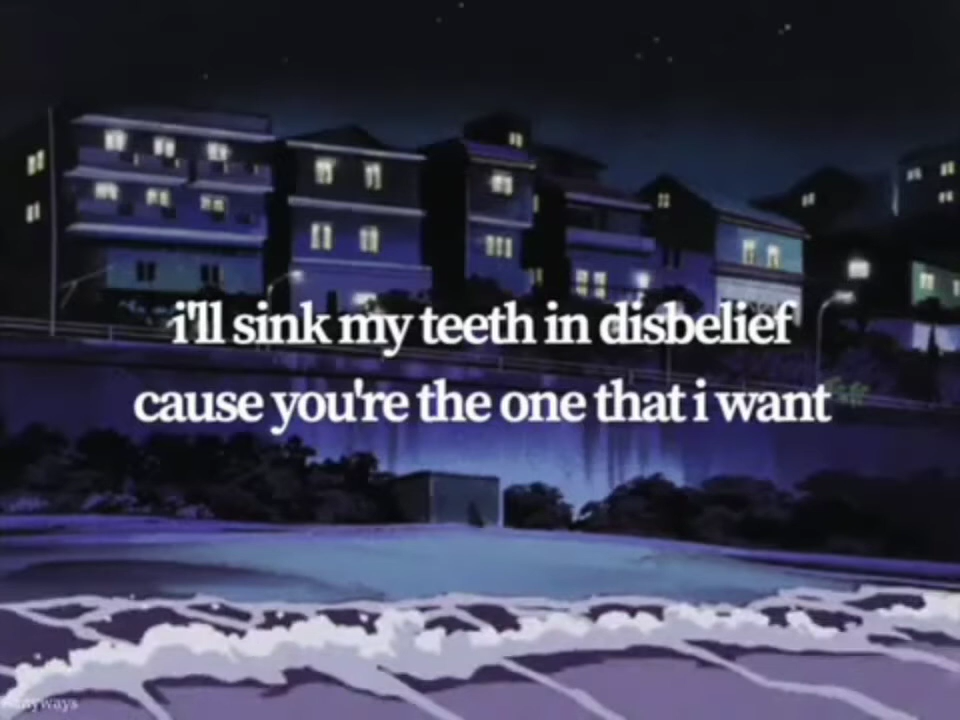 i'll sink my teeth in disbelief
cause you're the one that i want